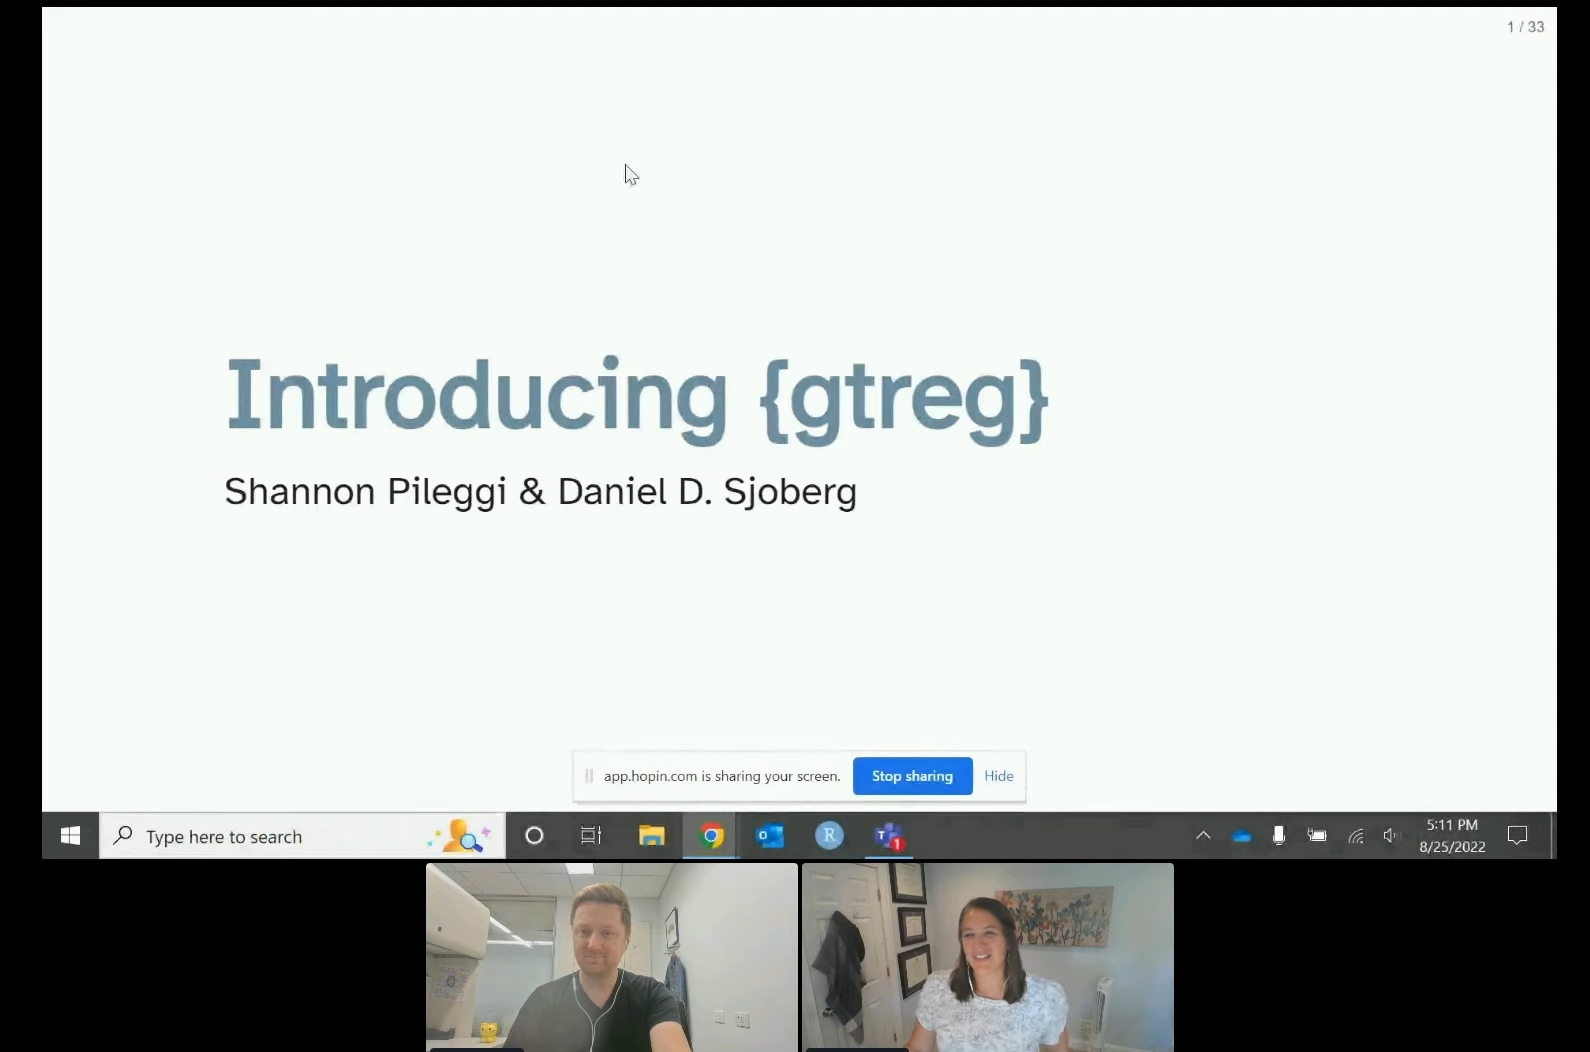 1 / 33
Introducing {gtreg}
Shannon Pileggi & Daniel D. Sjoberg
app.hopin.com is sharing your screen. Stop sharing Hide
Type here to search
5:11 PM
8/25/2022